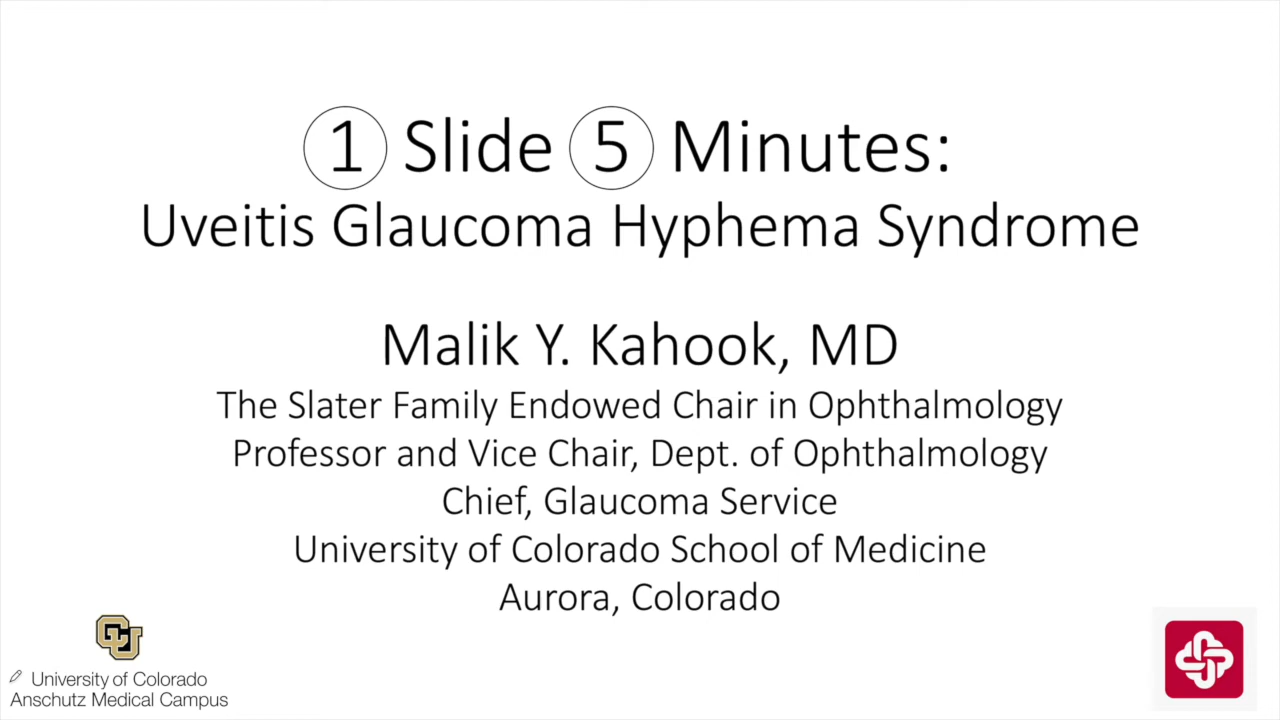 1 Slide 5 Minutes:
Uveitis Glaucoma Hyphema Syndrome
Malik Y. Kahook, MD
The Slater Family Endowed Chair in Ophthalmology
Professor and Vice Chair, Dept. of Ophthalmology
Chief, Glaucoma Service
University of Colorado School of Medicine
Aurora, Colorado
CU
University of Colorado
Anschutz Medical Campus